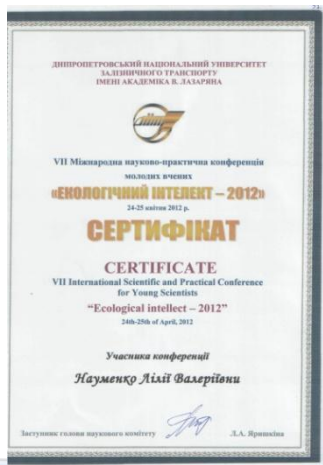 ДНІПРОПЕТРОВСЬКИЙ НАЦІОНАЛЬНИЙ УНІВЕРСИТЕТ
ЗАЛІЗНИЧНОГО ТРАНСПОРТУ
ІМЕНІ АКАДЕМІКА В. ЛАЗАРЯНА
VII Міжнародна науково-практична конференція
молодих вчених
«ЕКОЛОГІЧНИЙ ІНТЕЛЕКТ – 2012»
24-25 квітня 2012 р.
СЕРТИФІКАТ
CERTIFICATE
VII International Scientific and Practical Conference
for Young Scientists
“Ecological intellect – 2012”
24th-25th of April, 2012
Учасника конференції
Науменко Лілії Валеріївни
Заступник голови наукового комітету
Л.А. Яришкіна